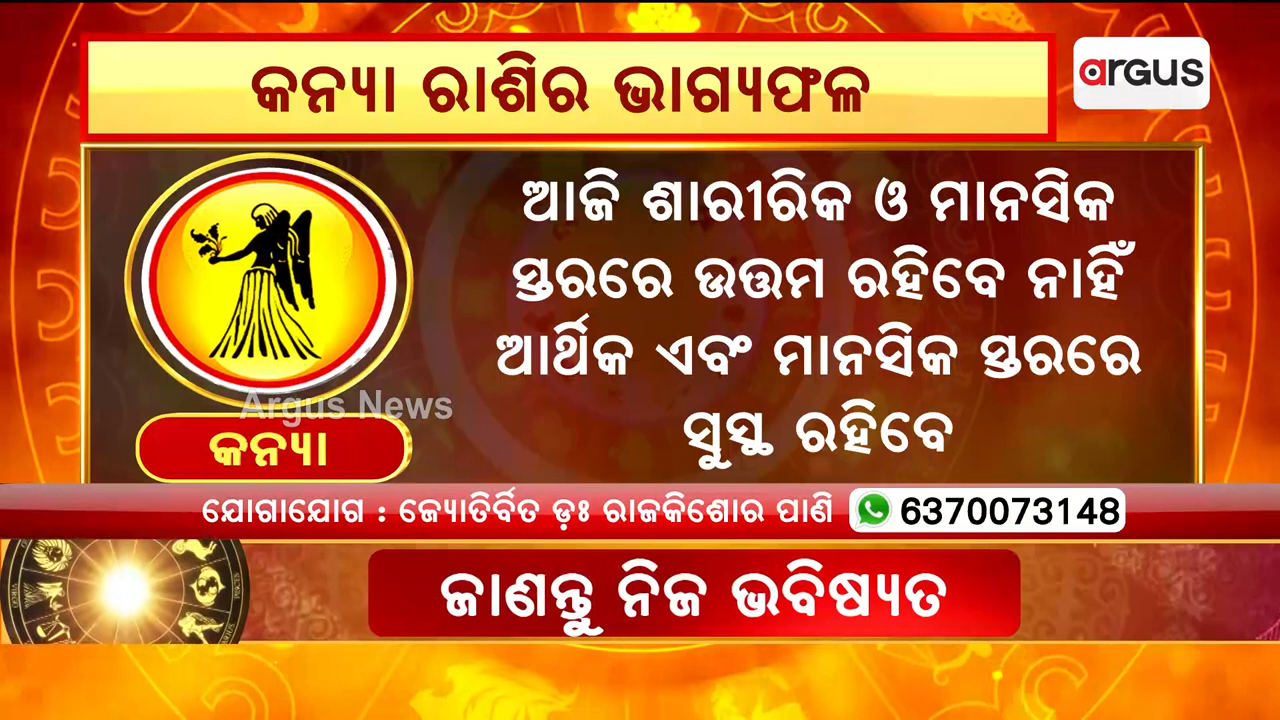 କନ୍ୟା ରାଶିର ଭାଗ୍ୟଫଳ
argus
ଆଜି ଶାରୀରିକ ଓ ମାନସିକ
ସ୍ତରରେ ଉତ୍ତମ ରହିବେ ନାହିଁ
ଆର୍ଥିକ ଏବଂ ମାନସିକ ସ୍ତରରେ
ସୁସ୍ଥ ରହିବେ
Argus News
କନ୍ୟା
ଯୋଗାଯୋଗ : ଜ୍ୟୋତିର୍ବିତ ଡ଼ଃ ରାଜକିଶୋର ପାଣି 6370073148
ଜାଣନ୍ତୁ ନିଜ ଭବିଷ୍ୟତ